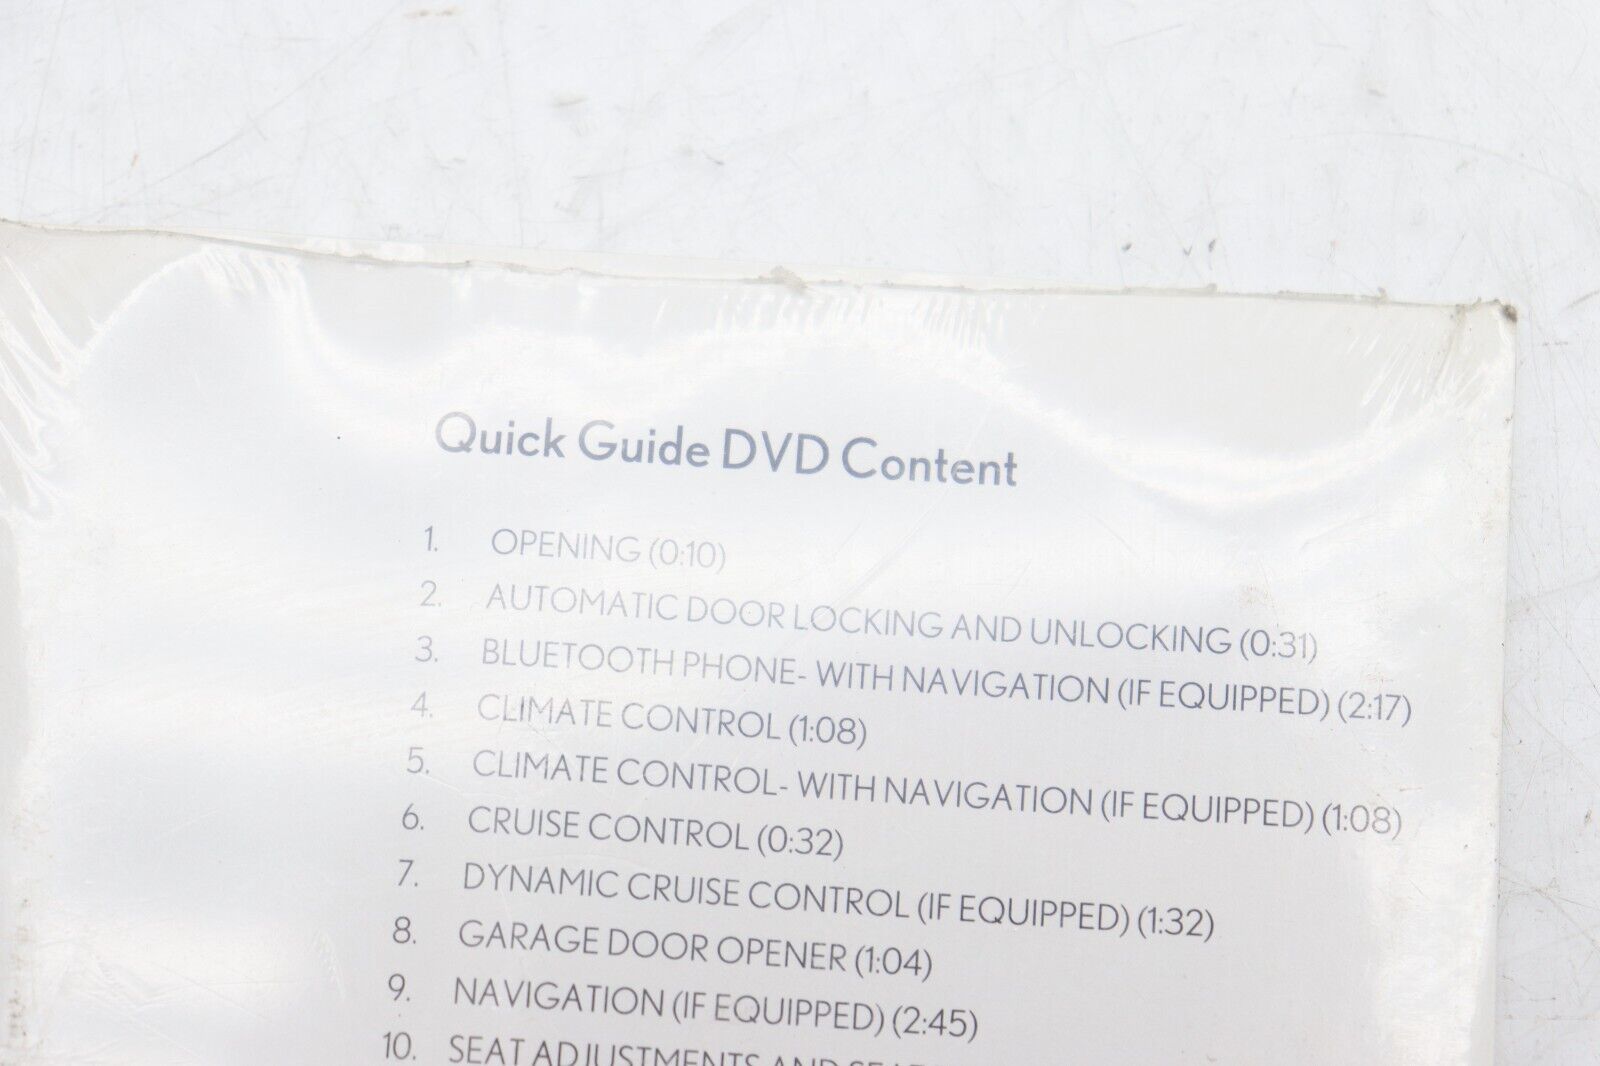 Quick Guide DVD Content
1. OPENING (0:10)
2. AUTOMATIC DOOR LOCKING AND UNLOCKING (0:31)
3. BLUETOOTH PHONE- WITH NAVIGATION (IF EQUIPPED) (2:17)
4. CLIMATE CONTROL (1:08)
5. CLIMATE CONTROL- WITH NAVIGATION (IF EQUIPPED) (1:08)
6. CRUISE CONTROL (0:32)
7. DYNAMIC CRUISE CONTROL (IF EQUIPPED) (1:32)
8. GARAGE DOOR OPENER (1:04)
9. NAVIGATION (IF EQUIPPED) (2:45)
10. SEAT ADJUSTMENTS AND